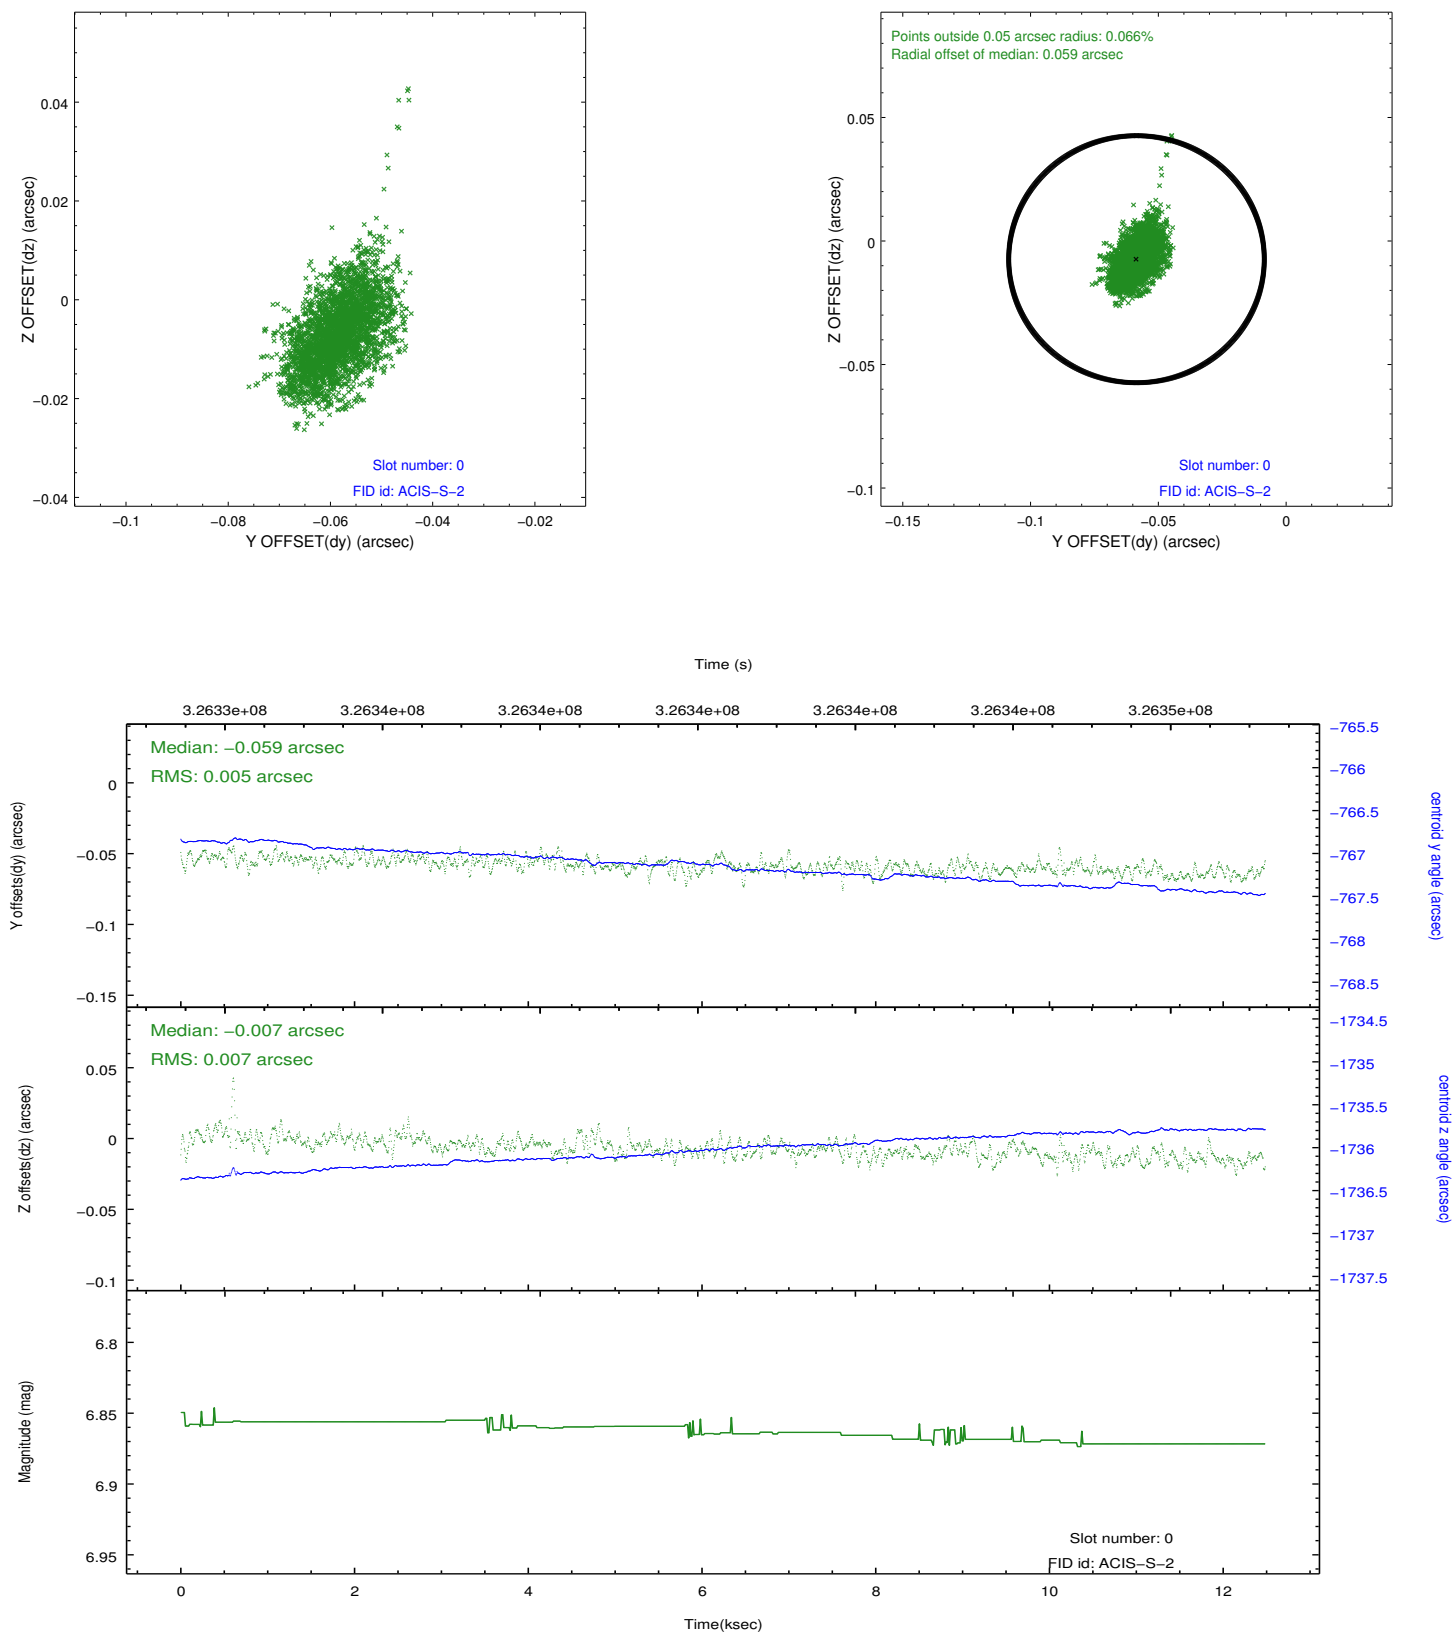 0.04
0.02
0
−0.02
−0.04
−0.1
−0.08
−0.06
−0.04
−0.02
Z OFFSET(dz) (arcsec)
Y OFFSET(dy) (arcsec)
Slot number: 0
FID id: ACIS−S−2
Points outside 0.05 arcsec radius: 0.066%
Radial offset of median: 0.059 arcsec
0.05
0
−0.05
−0.1
−0.15
−0.1
−0.05
0
Z OFFSET(dz) (arcsec)
Y OFFSET(dy) (arcsec)
Slot number: 0
FID id: ACIS−S−2
Time (s)
3.2633e+08
3.2634e+08
3.2634e+08
3.2634e+08
3.2634e+08
3.2634e+08
3.2635e+08
Median: −0.059 arcsec
RMS: 0.005 arcsec
0
−0.05
−0.1
−0.15
Y offsets(dy) (arcsec)
−765.5
−766
−766.5
−767
−767.5
−768
−768.5
centroid y angle (arcsec)
Median: −0.007 arcsec
RMS: 0.007 arcsec
0.05
0
−0.05
−0.1
Z offsets(dz) (arcsec)
−1734.5
−1735
−1735.5
−1736
−1736.5
−1737
−1737.5
centroid z angle (arcsec)
6.8
6.85
6.9
6.95
Magnitude (mag)
Slot number: 0
FID id: ACIS−S−2
0
2
4
6
8
10
12
Time(ksec)